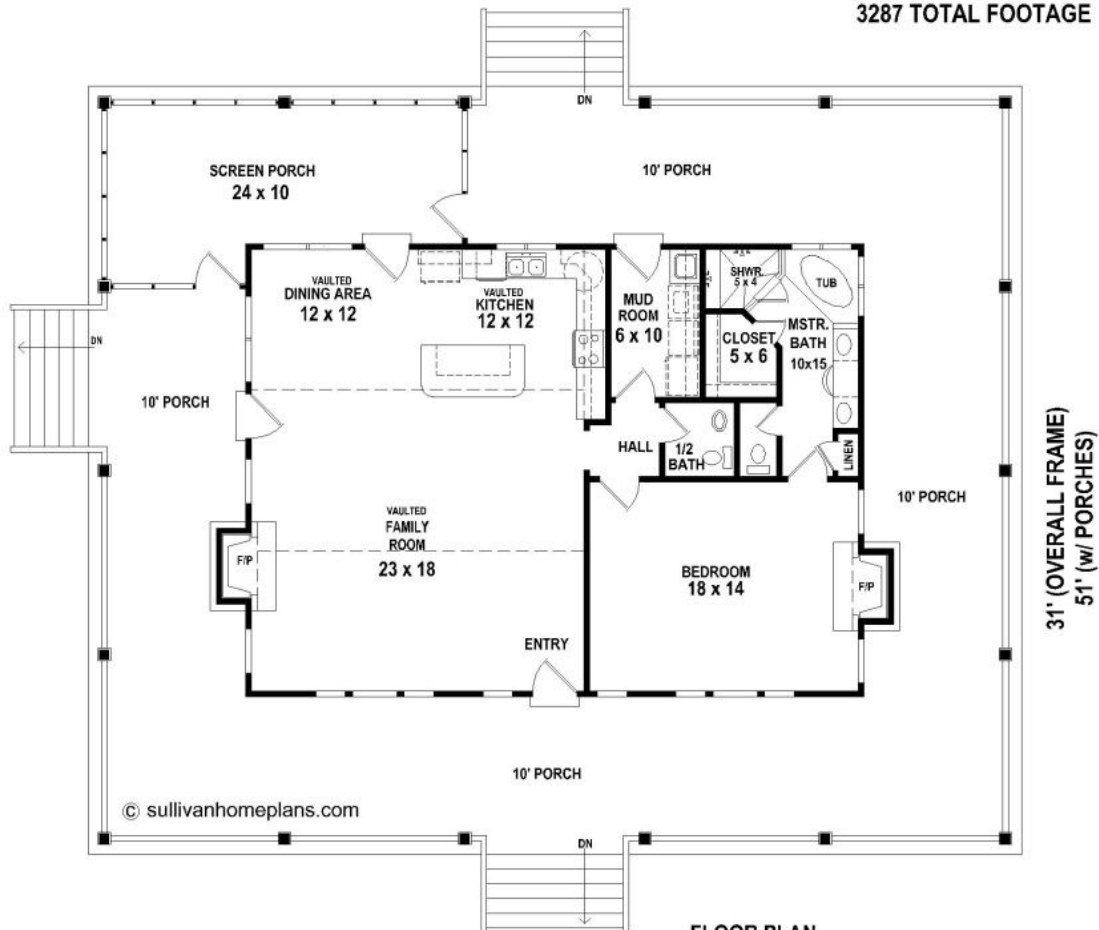 3287 TOTAL FOOTAGE
DN
SCREEN PORCH
24 x 10
10' PORCH
VAULTED
DINING AREA
12 x 12
VAULTED
KITCHEN
12 x 12
MUD
ROOM
6 x 10
SHWR.
5 x 4
TUB
CLOSET
5 x 6
MSTR.
BATH
10x15
DN
10' PORCH
HALL
1/2
BATH
LINEN
10' PORCH
VAULTED
FAMILY
ROOM
23 x 18
F/P
BEDROOM
18 x 14
F/P
31' (OVERALL FRAME)
51' (w/ PORCHES)
ENTRY
10' PORCH
© sullivanhomeplans.com
DN
FLOOR PLAN